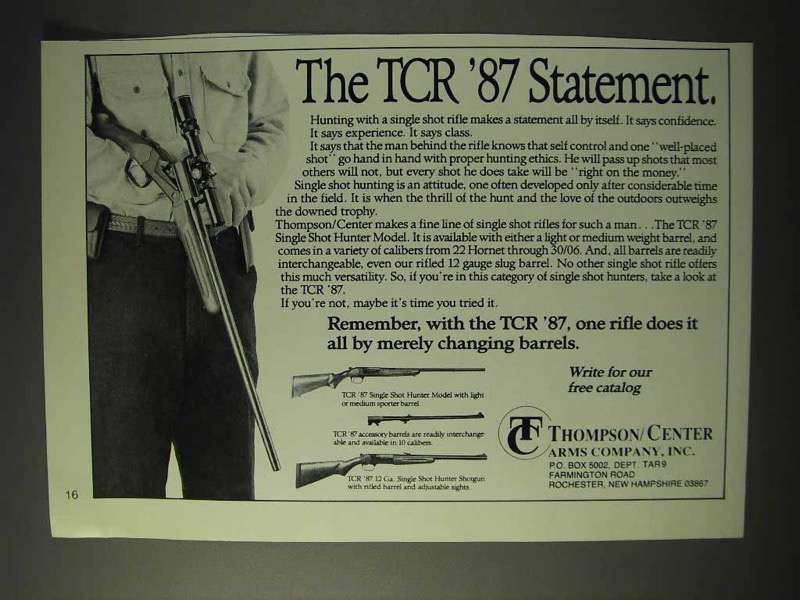 The TCR '87 Statement.
Hunting with a single shot rifle makes a statement all by itself. It says confidence.
It says experience. It says class.
It says that the man behind the rifle knows that self control and one "well-placed
shot" go hand in hand with proper hunting ethics. He will pass up shots that most
others will not, but every shot he does take will be "right on the money."
Single shot hunting is an attitude, one often developed only after considerable time
in the field. It is when the thrill of the hunt and the love of the outdoors outweighs
the downed trophy.
Thompson/Center makes a fine line of single shot rifles for such a man. . .The TCR '87
Single Shot Hunter Model. It is available with either a light or medium weight barrel, and
comes in a variety of calibers from 22 Hornet through 30/06. And, all barrels are readily
interchangeable, even our rifled 12 gauge slug barrel. No other single shot rifle offers
this much versatility. So, if you're in this category of single shot hunters, take a look at
the TCR '87.
If you're not, maybe it's time you tried it.
Remember, with the TCR '87, one rifle does it
all by merely changing barrels.
TCR '87 Single Shot Hunter Model with light
or medium sporter barrel.
TCR '87 accessory barrels are readily interchange-
able and available in 10 calibers.
TCR '87 12 Ga. Single Shot Hunter Shotgun
with rifled barrel and adjustable sights.
Write for our
free catalog
TC
THOMPSON/CENTER
ARMS COMPANY, INC.
P.O. BOX 5002, DEPT. TAR9
FARMINGTON ROAD
ROCHESTER, NEW HAMPSHIRE 03867
16